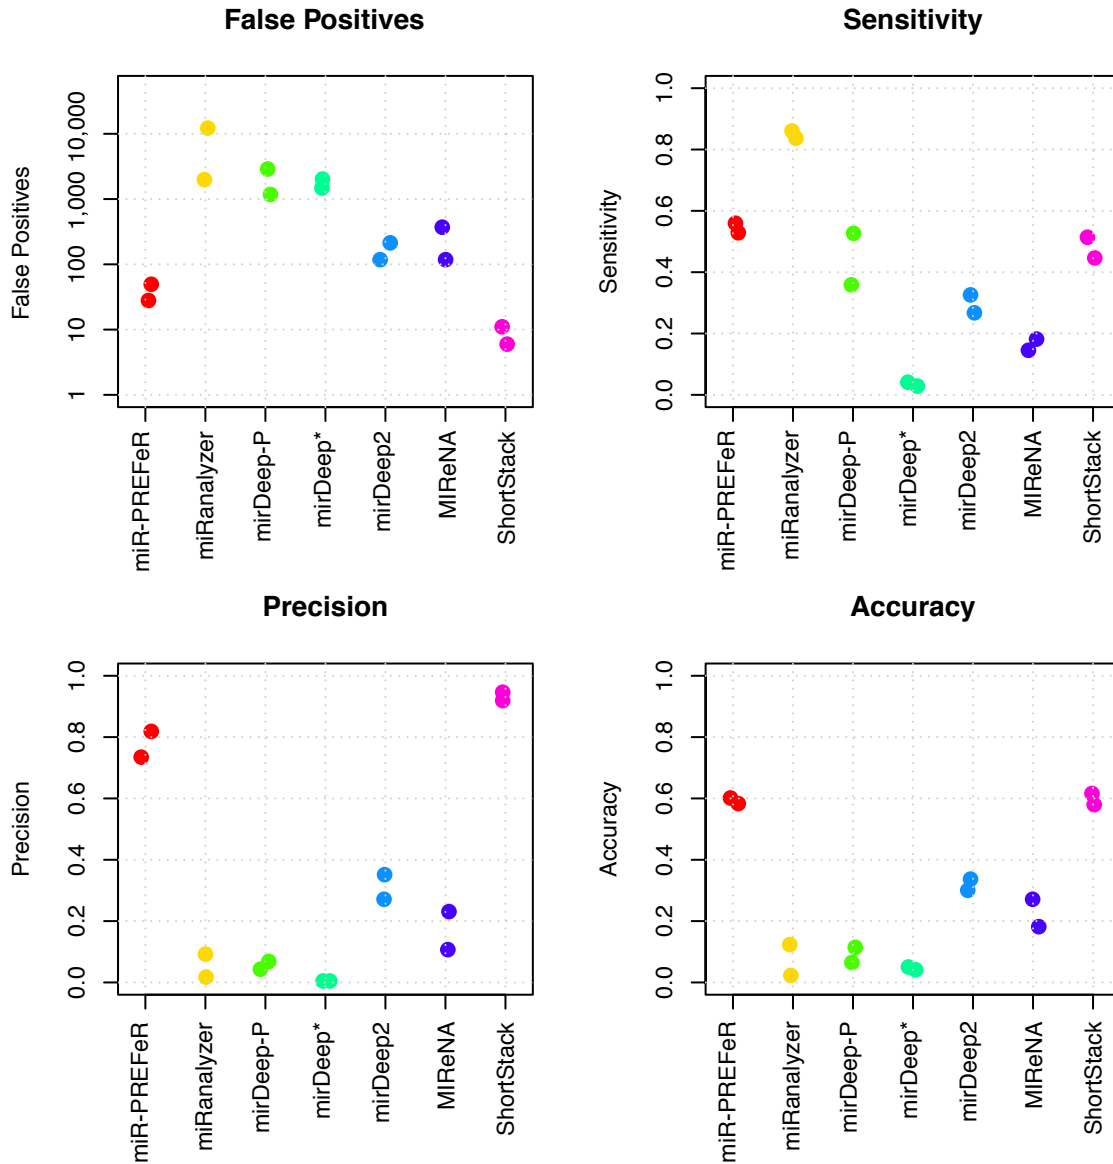 False Positives
False Positives
10,000
1,000
100
10
1
miR-PREFeR
miRanalyzer
mirDeep-P
mirDeep*
mirDeep2
MIReNA
ShortStack
Sensitivity
Sensitivity
1.0
0.8
0.6
0.4
0.2
0.0
miR-PREFeR
miRanalyzer
mirDeep-P
mirDeep*
mirDeep2
MIReNA
ShortStack
Precision
Precision
1.0
0.8
0.6
0.4
0.2
0.0
miR-PREFeR
miRanalyzer
mirDeep-P
mirDeep*
mirDeep2
MIReNA
ShortStack
Accuracy
Accuracy
1.0
0.8
0.6
0.4
0.2
0.0
miR-PREFeR
miRanalyzer
mirDeep-P
mirDeep*
mirDeep2
MIReNA
ShortStack